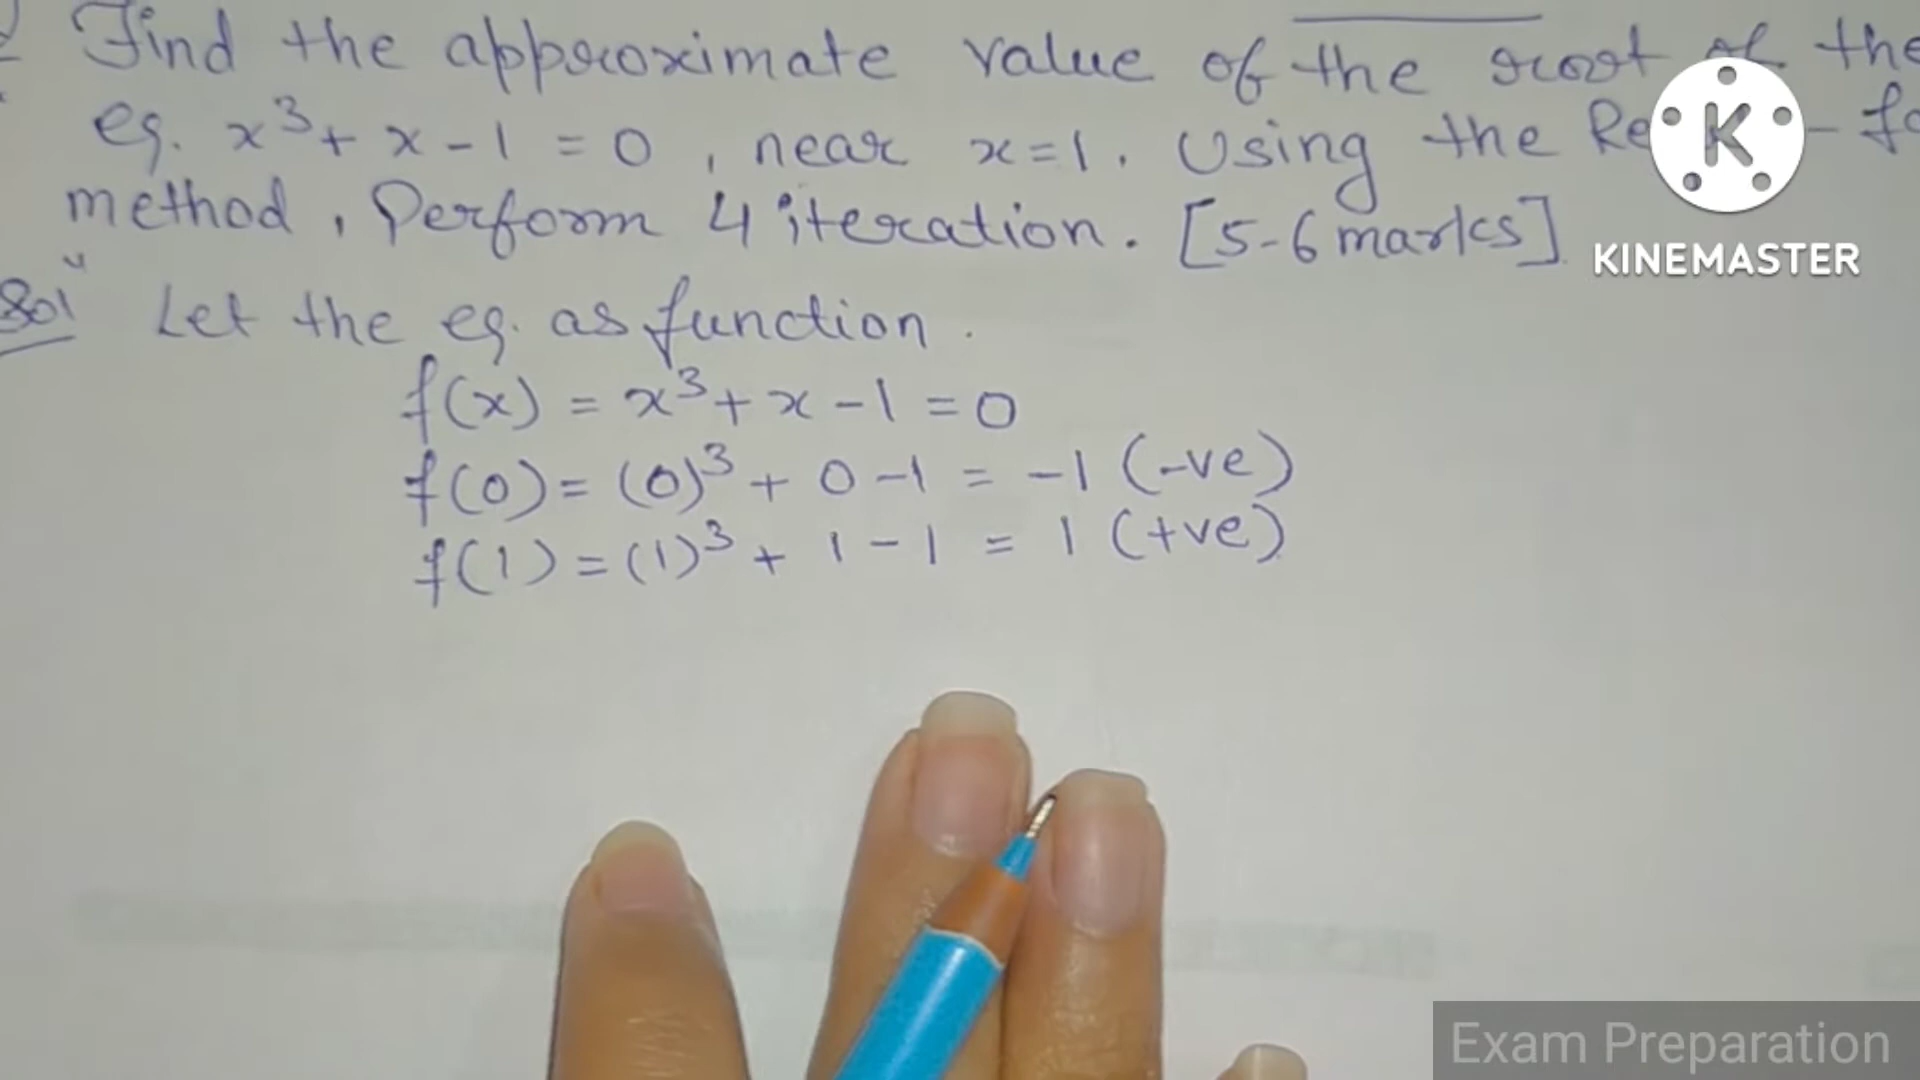 Find the approximate value of the root of the
eq. x³ + x - 1 = 0 , near x = 1 . Using the Re
method , Perform 4 iteration . [5-6 marks]
KINEMASTER
Solⁿ Let the eq. as function .
f(x) = x³ + x - 1 = 0
f(0) = (0)³ + 0 - 1 = -1 (-ve)
f(1) = (1)³ + 1 - 1 = 1 (+ve)
Exam Preparation